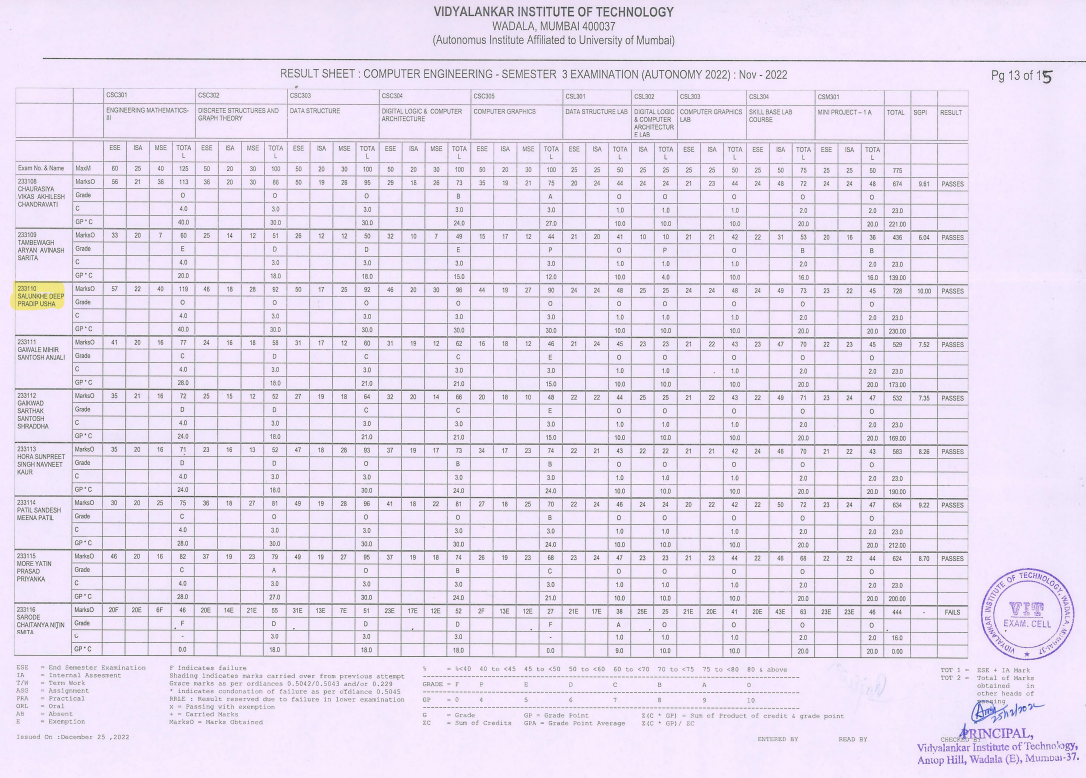 VIDYALANKAR INSTITUTE OF TECHNOLOGY
WADALA, MUMBAI 400037
(Autonomus Institute Affiliated to University of Mumbai)
RESULT SHEET : COMPUTER ENGINEERING - SEMESTER 3 EXAMINATION (AUTONOMY 2022) : Nov - 2022
Pg 13 of 15
CSC301 CSC302 CSC303 CSC304 CSC305 CSL301 CSL302 CSL303 CSL304 CSM301
ENGINEERING MATHEMATICS-III DISCRETE STRUCTURES AND GRAPH THEORY DATA STRUCTURE DIGITAL LOGIC & COMPUTER ARCHITECTURE COMPUTER GRAPHICS DATA STRUCTURE LAB DIGITAL LOGIC & COMPUTER ARCHITECTUR E LAB COMPUTER GRAPHICS LAB SKILL BASE LAB COURSE MINI PROJECT – 1 A TOTAL SGPI RESULT
ESE ISA MSE TOTAL ESE ISA MSE TOTAL ESE ISA MSE TOTAL ESE ISA MSE TOTAL ESE ISA MSE TOTAL ESE ISA TOTAL ISA TOTAL ESE ISA TOTAL ESE ISA TOTAL ESE ISA TOTAL
Exam No. & Name MaxM 60 25 40 125 50 20 30 100 50 20 30 100 50 20 30 100 50 20 30 100 25 25 50 25 25 25 25 50 25 50 75 25 25 50 775
233108 CHAURASIYA VIKAS AKHILESH CHANDRAVATI
MarksO 56 21 36 113 86 50 19 26 95 29 18 26 73 35 19 21 75 20 24 44 24 24 21 23 44 24 48 72 24 24 48 674 9.61 PASSES
Grade O O O B A O O O O O
C 4.0 3.0 3.0 3.0 3.0 1.0 1.0 1.0 2.0 2.0 23.0
GP * C 40.0 30.0 30.0 24.0 27.0 10.0 10.0 10.0 20.0 20.0 221.00
233109 TAMBEWAGH ARYAN AVINASH SARITA
MarksO 33 20 7 60 25 14 12 51 26 12 12 50 32 10 7 49 15 17 12 44 21 20 41 10 10 21 21 42 22 31 53 20 16 36 436 6.04 PASSES
Grade E D D E P O P O B B
C 4.0 3.0 3.0 3.0 3.0 1.0 1.0 1.0 2.0 2.0 23.0
GP * C 20.0 18.0 18.0 15.0 12.0 10.0 4.0 10.0 16.0 16.0 139.00
233110 SALUNKHE DEEP PRADIP USHA
MarksO 57 22 40 119 46 18 28 92 50 17 25 92 46 20 30 96 44 19 27 90 24 24 48 25 25 24 24 48 24 49 73 22 23 45 728 10.00 PASSES
Grade O O O O O O O O O O
C 4.0 3.0 3.0 3.0 3.0 1.0 1.0 1.0 2.0 2.0 23.0
GP * C 40.0 30.0 30.0 30.0 30.0 10.0 10.0 10.0 20.0 20.0 230.00
233111 GAWALE MIHIR SANTOSH ANJALI
MarksO 41 20 16 77 21 19 18 58 31 17 12 60 31 19 12 62 16 18 12 46 21 24 45 23 23 21 22 43 23 47 70 22 23 45 529 7.52 PASSES
Grade C D C C E O O O O O
C 4.0 3.0 3.0 3.0 3.0 1.0 1.0 1.0 2.0 2.0 23.0
GP * C 28.0 18.0 21.0 21.0 15.0 10.0 10.0 10.0 20.0 20.0 173.00
233112 GAIKWAD SARTHAK SANTOSH SHRADDHA
MarksO 35 21 16 72 25 15 12 52 27 19 18 64 32 20 14 66 18 18 12 48 22 22 44 25 25 21 22 43 22 49 71 23 24 47 532 7.35 PASSES
Grade D D C C E O O O O O
C 4.0 3.0 3.0 3.0 3.0 1.0 1.0 1.0 2.0 2.0 23.0
GP * C 24.0 18.0 21.0 21.0 15.0 10.0 10.0 10.0 20.0 20.0 169.00
233113 HORA SUNPREET SINGH NAVNEET KAUR
MarksO 35 20 16 71 23 16 13 52 47 18 28 93 37 19 17 73 34 17 23 74 21 22 43 22 22 20 22 42 24 46 70 21 22 43 583 8.26 PASSES
Grade D D O B B O O O O O
C 4.0 3.0 3.0 3.0 3.0 1.0 1.0 1.0 2.0 2.0 23.0
GP * C 24.0 18.0 30.0 24.0 24.0 10.0 10.0 10.0 20.0 20.0 190.00
233114 PATIL SANDESH MEENA PATIL
MarksO 30 20 25 75 36 18 27 81 49 19 28 96 41 18 22 81 27 18 25 70 22 24 46 24 24 20 22 42 22 50 72 23 24 47 634 9.22 PASSES
Grade C O O O B O O O O O
C 4.0 3.0 3.0 3.0 3.0 1.0 1.0 1.0 2.0 2.0 23.0
GP * C 28.0 30.0 30.0 30.0 24.0 10.0 10.0 10.0 20.0 20.0 212.00
233115 MORE YATIN PRASAD PRIYANKA
MarksO 46 20 16 82 37 19 23 79 49 19 27 95 37 19 18 74 26 19 23 68 23 24 47 23 23 22 22 44 22 46 68 22 22 44 624 8.70 PASSES
Grade C A O B C O O O O O
C 4.0 3.0 3.0 3.0 3.0 1.0 1.0 1.0 2.0 2.0 23.0
GP * C 28.0 27.0 30.0 24.0 21.0 10.0 10.0 10.0 20.0 20.0 200.00
233116 SARODE CHAITANYA NITIN SMITA
MarksO 20F 20E 6F 46 20E 14E 21E 55 31E 13E 7E 51 23E 17E 12E 52 2F 13E 12E 27 21E 17E 38 25E 25 21E 20E 41 20E 43E 63 23E 23E 46 444 - FAILS
Grade F D D D F A O O O O
C - 3.0 3.0 3.0 - 1.0 1.0 1.0 2.0 2.0 16.0
GP * C 0.0 18.0 18.0 18.0 0.0 9.0 10.0 10.0 20.0 20.0
ESE = End Semester Examination F Indicates failure
IA = Internal Assesment Shading indicates marks carried over from previous attempt
T/W = Term Work Grace marks as per ordinances 0.5042/0.5043 and/or 0.229
ASG = Assignment * indicates condonation of failure as per ofdiance 0.5045
PRA = Practical RRLE : Result reserved due to failure in lower examination
ORL = Oral x = Passing with exemption
Ab = Absent + = Carried Marks
E = Exemption MarksO = Marks Obtained
% = %<40 40 to <45 45 to <50 50 to <60 60 to <70 70 to <75 75 to <80 80 & above
GRADE = F P E D C B A O
GP = 0 4 5 6 7 8 9 10
G = Grade GP = Grade Point Σ(C * GP) = Sum of Product of credit & grade point
ΣC = Sum of Credits GPA = Grade Point Average Σ(C * GP)/ ΣC
TOT 1 = ESE + IA Mark
TOT 2 = Total of Marks obtained in other heads of passing
VIDYALANKAR INSTITUTE OF TECHNOLOGY, WADALA, MUMBAI-37.
VIT
EXAM. CELL
25/12/2022
Issued On :December 25 ,2022
ENTERED BY READ BY CHECKED BY
PRINCIPAL,
Vidyalankar Institute of Technology,
Antop Hill, Wadala (E), Mumbai-37.